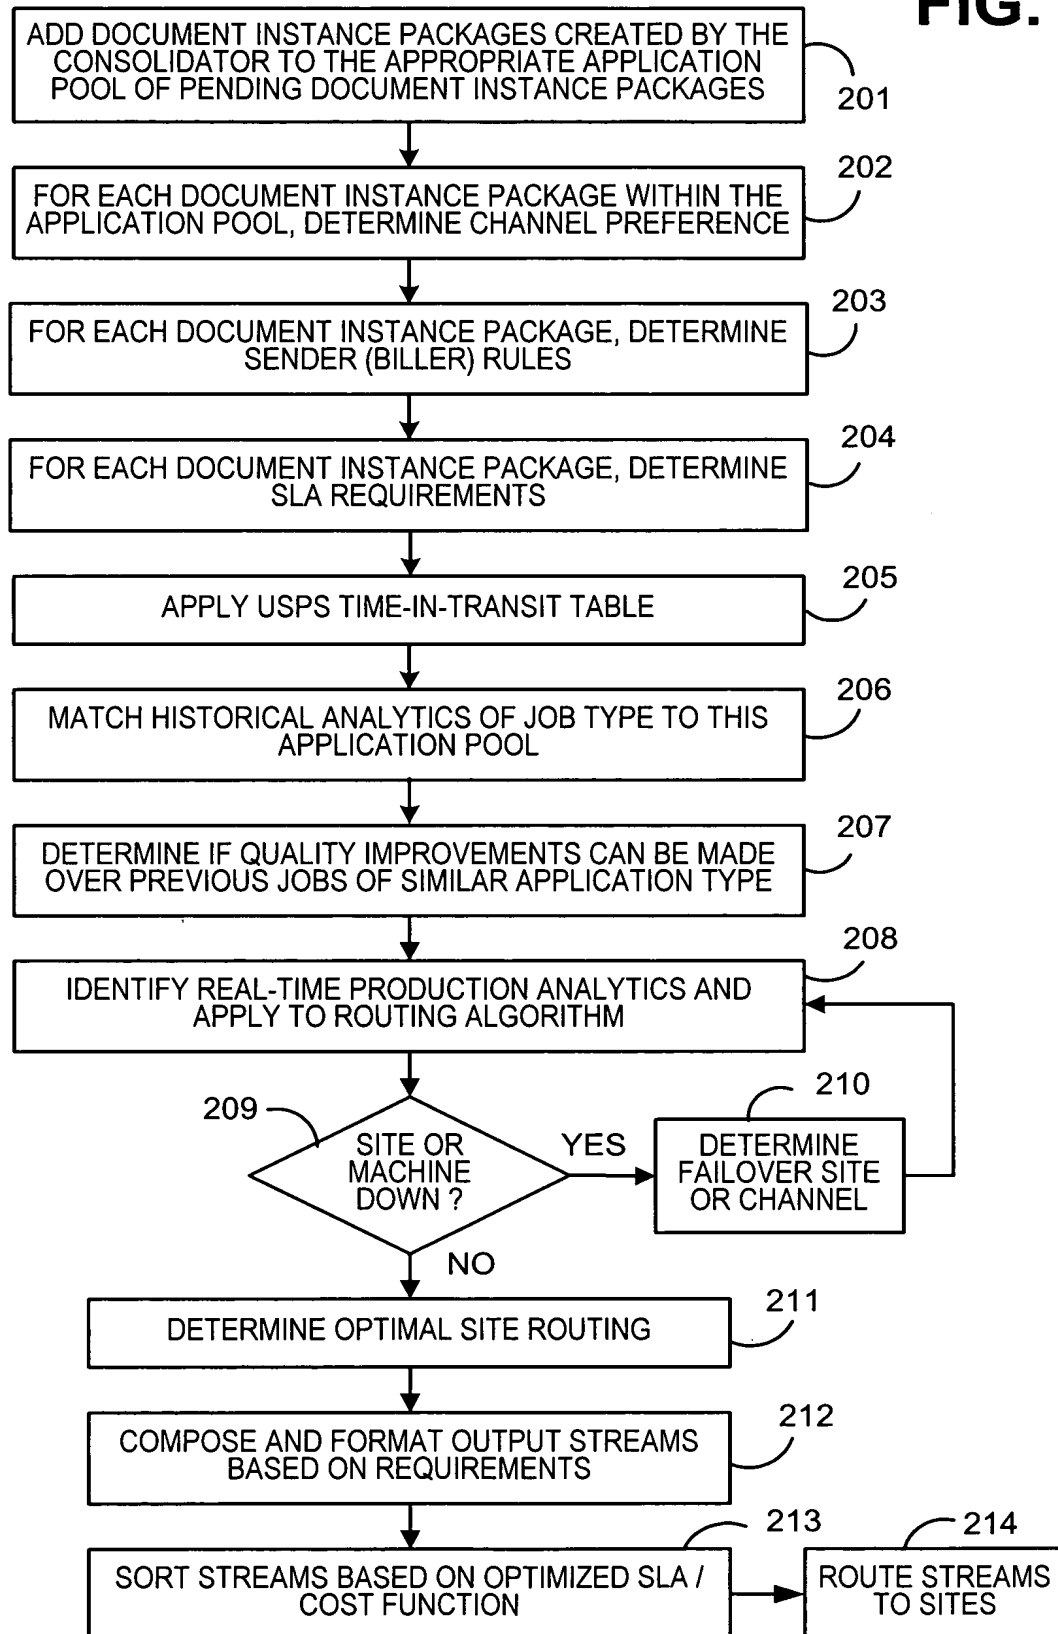 FIG.
ADD DOCUMENT INSTANCE PACKAGES CREATED BY THE
CONSOLIDATOR TO THE APPROPRIATE APPLICATION
POOL OF PENDING DOCUMENT INSTANCE PACKAGES
201
202
FOR EACH DOCUMENT INSTANCE PACKAGE WITHIN THE
APPLICATION POOL, DETERMINE CHANNEL PREFERENCE
203
FOR EACH DOCUMENT INSTANCE PACKAGE, DETERMINE
SENDER (BILLER) RULES
204
FOR EACH DOCUMENT INSTANCE PACKAGE, DETERMINE
SLA REQUIREMENTS
205
APPLY USPS TIME-IN-TRANSIT TABLE
206
MATCH HISTORICAL ANALYTICS OF JOB TYPE TO THIS
APPLICATION POOL
207
DETERMINE IF QUALITY IMPROVEMENTS CAN BE MADE
OVER PREVIOUS JOBS OF SIMILAR APPLICATION TYPE
208
IDENTIFY REAL-TIME PRODUCTION ANALYTICS AND
APPLY TO ROUTING ALGORITHM
209
SITE OR
MACHINE
DOWN ?
YES
210
DETERMINE
FAILOVER SITE
OR CHANNEL
NO
211
DETERMINE OPTIMAL SITE ROUTING
212
COMPOSE AND FORMAT OUTPUT STREAMS
BASED ON REQUIREMENTS
213
SORT STREAMS BASED ON OPTIMIZED SLA /
COST FUNCTION
214
ROUTE STREAMS
TO SITES